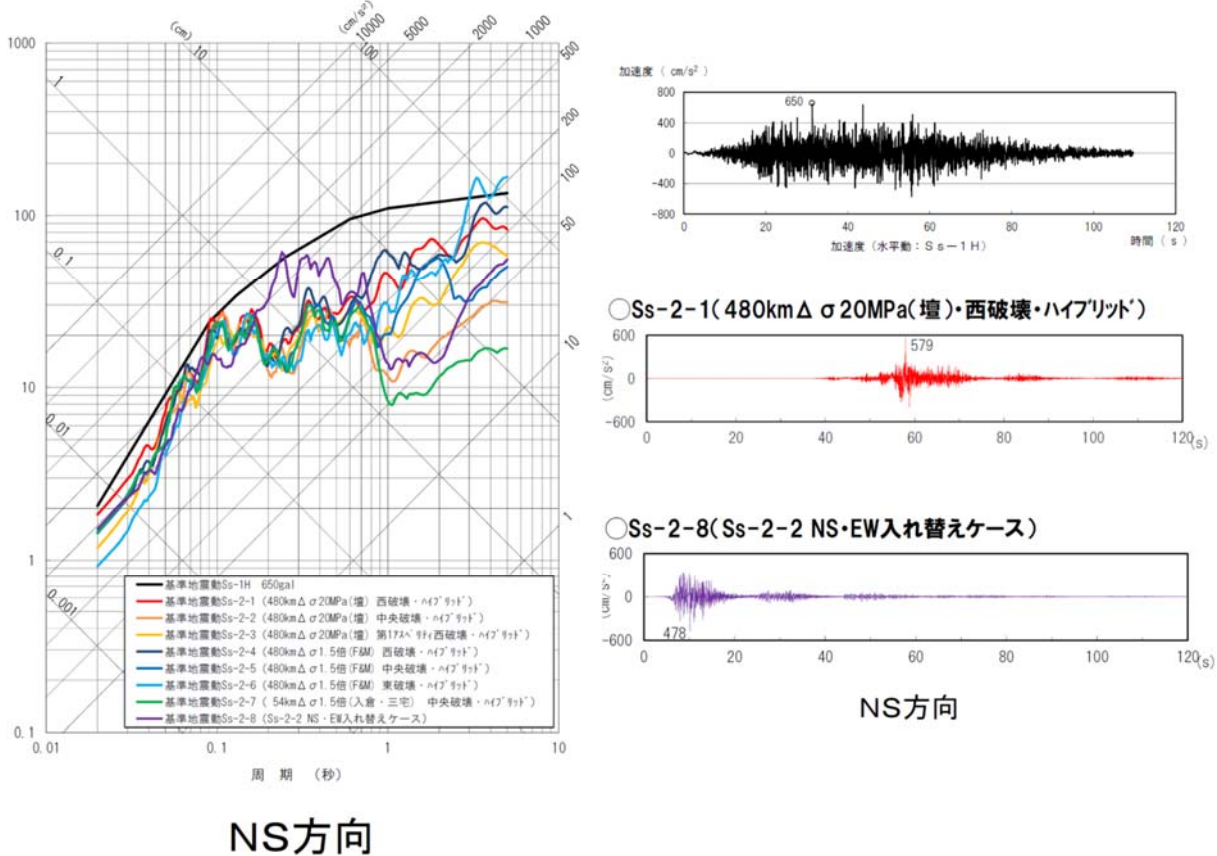 (cm)
10
(cm/s²)
10000
100
5000
2000
1000
500
200
100
50
10
1
1
0.1
0.01
0.001
1000
100
10
1
0.1
0.01
0.1
1
10
周 期 (秒)
基準地震動Ss-1H 650gal
基準地震動Ss-2-1 (480kmΔσ20MPa(壇) 西破壊・ハイブリッド)
基準地震動Ss-2-2 (480kmΔσ20MPa(壇) 中央破壊・ハイブリッド)
基準地震動Ss-2-3 (480kmΔσ20MPa(壇) 第1アスペリティ西破壊・ハイブリッド)
基準地震動Ss-2-4 (480kmΔσ1.5倍(F&M) 西破壊・ハイブリッド)
基準地震動Ss-2-5 (480kmΔσ1.5倍(F&M) 中央破壊・ハイブリッド)
基準地震動Ss-2-6 (480kmΔσ1.5倍(F&M) 東破壊・ハイブリッド)
基準地震動Ss-2-7 ( 54kmΔσ1.5倍(入倉・三宅) 中央破壊・ハイブリッド)
基準地震動Ss-2-8 (Ss-2-2 NS・EW入れ替えケース)
NS方向
加速度 ( cm/s² )
800
400
0
-400
-800
650
0 20 40 60 80 100 120
加速度 (水平動:Ss-1H)
時間 ( s )
○Ss-2-1(480kmΔσ20MPa(壇)・西破壊・ハイブリッド)
600
0
-600
(cm/s²)
579
0 20 40 60 80 100 120
(s)
○Ss-2-8(Ss-2-2 NS・EW入れ替えケース)
600
0
-600
(cm/s²)
478
0 20 40 60 80 100 120
(s)
NS方向